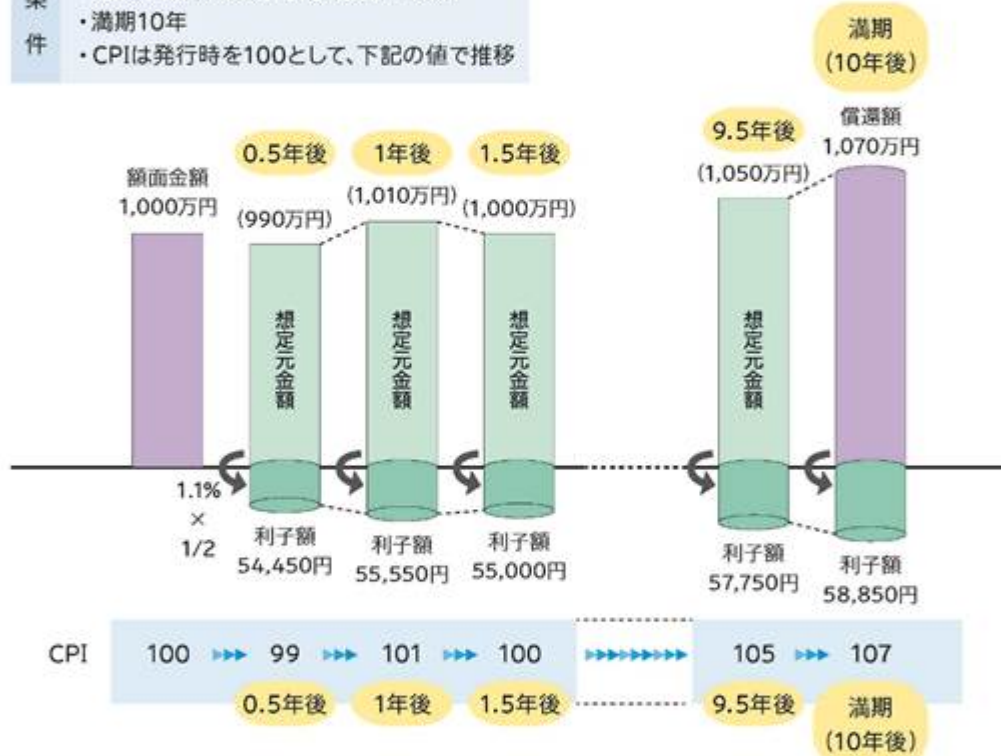 件
・満期10年
・CPIは発行時を100として、下記の値で推移
満期
(10年後)
償還額
1,070万円
9.5年後
(1,050万円)
0.5年後
1年後
1.5年後
額面金額
1,000万円
(990万円)
(1,010万円)
(1,000万円)
想定元金額
想定元金額
想定元金額
想定元金額
1.1%
×
1/2
利子額
54,450円
利子額
55,550円
利子額
55,000円
利子額
57,750円
利子額
58,850円
CPI 100 99 101 100 105 107
0.5年後
1年後
1.5年後
9.5年後
満期
(10年後)